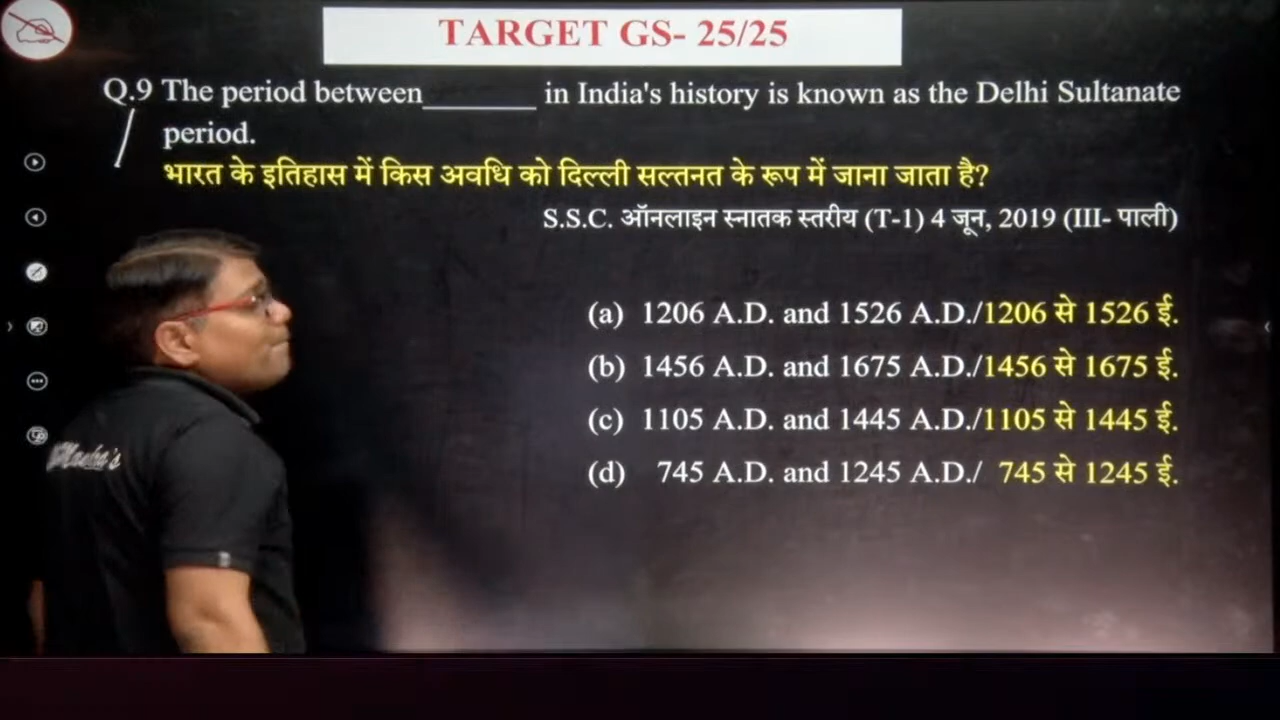 TARGET GS- 25/25
Q.9 The period between________ in India's history is known as the Delhi Sultanate
period.
भारत के इतिहास में किस अवधि को दिल्ली सल्तनत के रूप में जाना जाता है?
S.S.C. ऑनलाइन स्नातक स्तरीय (T-1) 4 जून, 2019 (III- पाली)
(a) 1206 A.D. and 1526 A.D./1206 से 1526 ई.
(b) 1456 A.D. and 1675 A.D./1456 से 1675 ई.
(c) 1105 A.D. and 1445 A.D./1105 से 1445 ई.
(d) 745 A.D. and 1245 A.D./ 745 से 1245 ई.